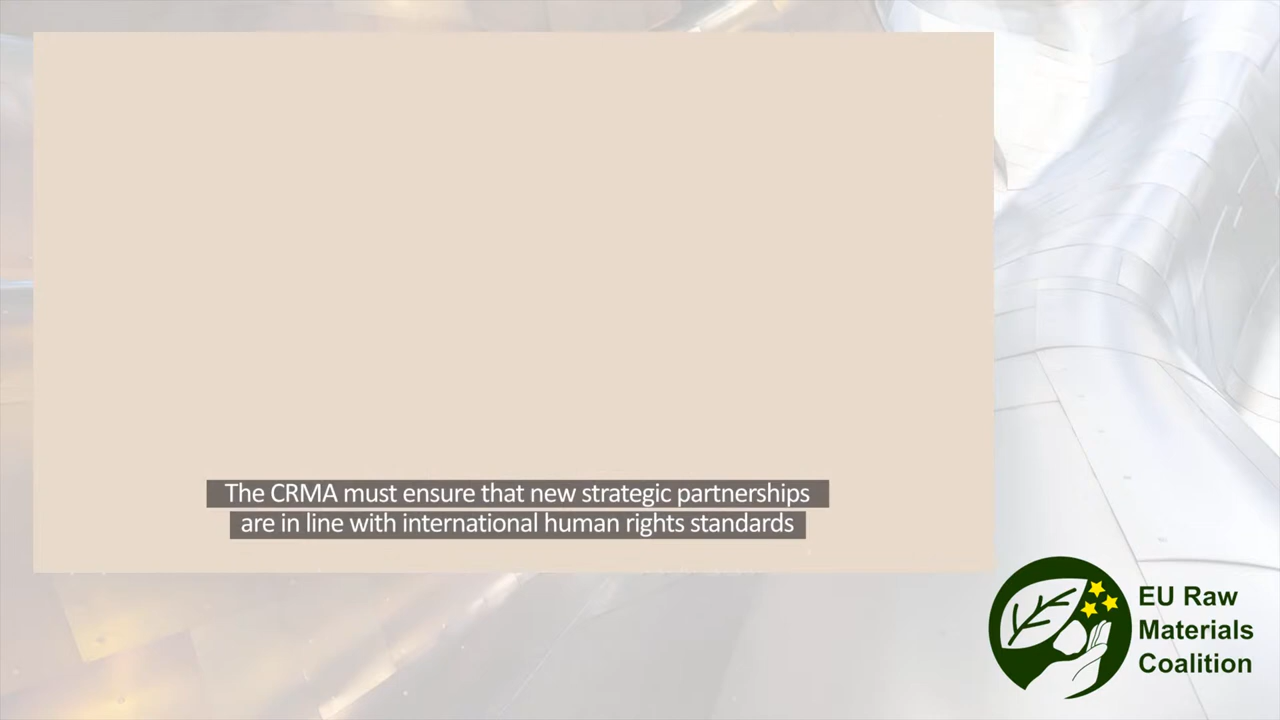 The CRMA must ensure that new strategic partnerships
are in line with international human rights standards
EU Raw
Materials
Coalition